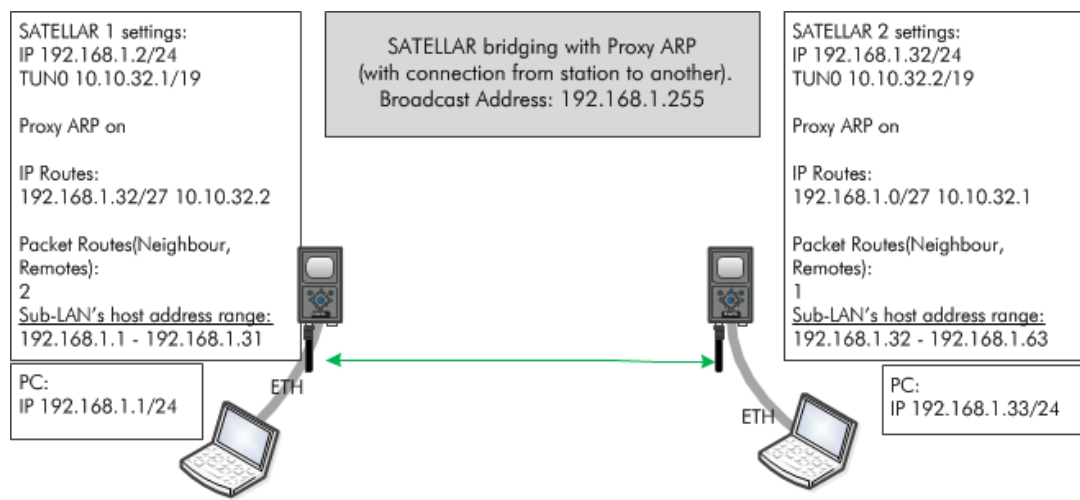 SATELLAR 1 settings:
IP 192.168.1.2/24
TUN0 10.10.32.1/19
Proxy ARP on
IP Routes:
192.168.1.32/27 10.10.32.2
Packet Routes(Neighbour,
Remotes):
2
Sub-LAN's host address range:
192.168.1.1 - 192.168.1.31
PC:
IP 192.168.1.1/24
ETH
SATELLAR bridging with Proxy ARP
(with connection from station to another).
Broadcast Address: 192.168.1.255
SATELLAR 2 settings:
IP 192.168.1.32/24
TUN0 10.10.32.2/19
Proxy ARP on
IP Routes:
192.168.1.0/27 10.10.32.1
Packet Routes(Neighbour,
Remotes):
1
Sub-LAN's host address range:
192.168.1.32 - 192.168.1.63
PC:
IP 192.168.1.33/24
ETH